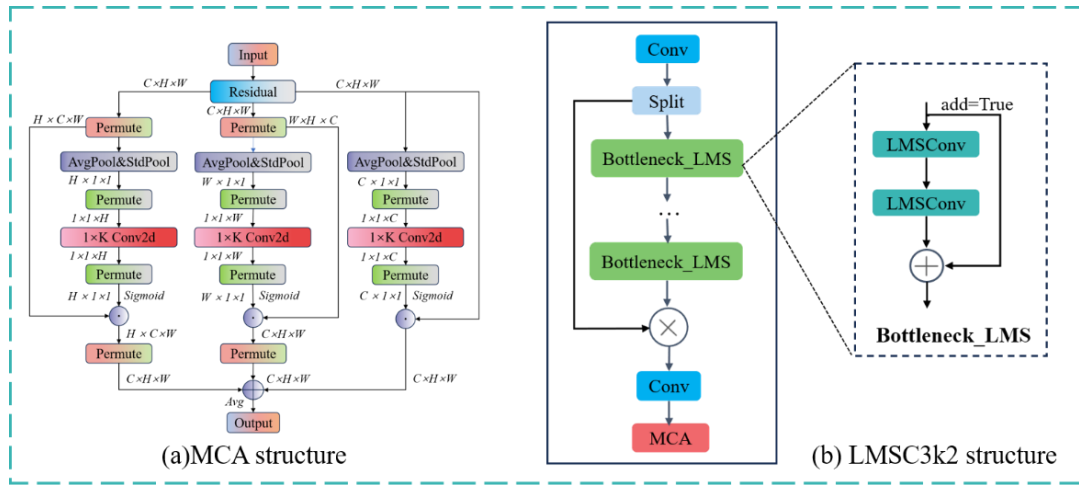 Input
C×H×W
Residual
C×H×W
C×H×W
H × C×W
Permute
Permute
W×H × C
AvgPool&StdPool
AvgPool&StdPool
AvgPool&StdPool
H × 1×1
W × 1×1
C × 1×1
Permute
Permute
Permute
1×1×H
1×1×W
1×1×C
1×K Conv2d
1×K Conv2d
1×K Conv2d
1×1×H
1×1×W
1×1×C
Permute
Permute
Permute
H × 1×1
Sigmoid
W × 1×1
Sigmoid
C × 1×1
Sigmoid
H × C×W
C×H×W
Permute
Permute
C×H×W
C×H×W
C×H×W
Avg
Output
(a)MCA structure
Conv
Split
Bottleneck_LMS
...
Bottleneck_LMS
Conv
MCA
add=True
LMSConv
LMSConv
Bottleneck_LMS
(b) LMSC3k2 structure